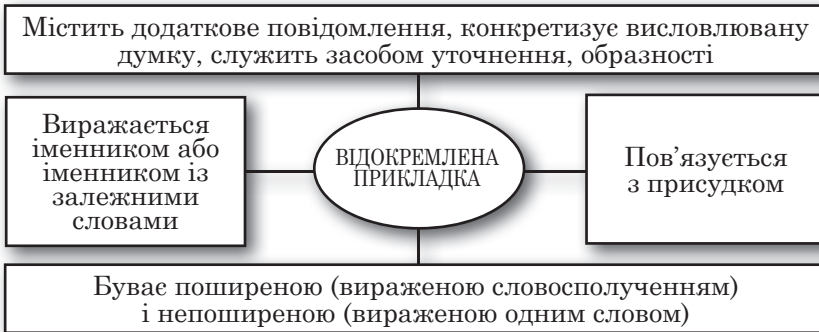 Містить додаткове повідомлення, конкретизує висловлювану
думку, служить засобом уточнення, образності
Виражається
іменником або
іменником із
залежними
словами
ВІДОКРЕМЛЕНА
ПРИКЛАДКА
Пов’язується
з присудком
Буває поширеною (вираженою словосполученням)
і непоширеною (вираженою одним словом)